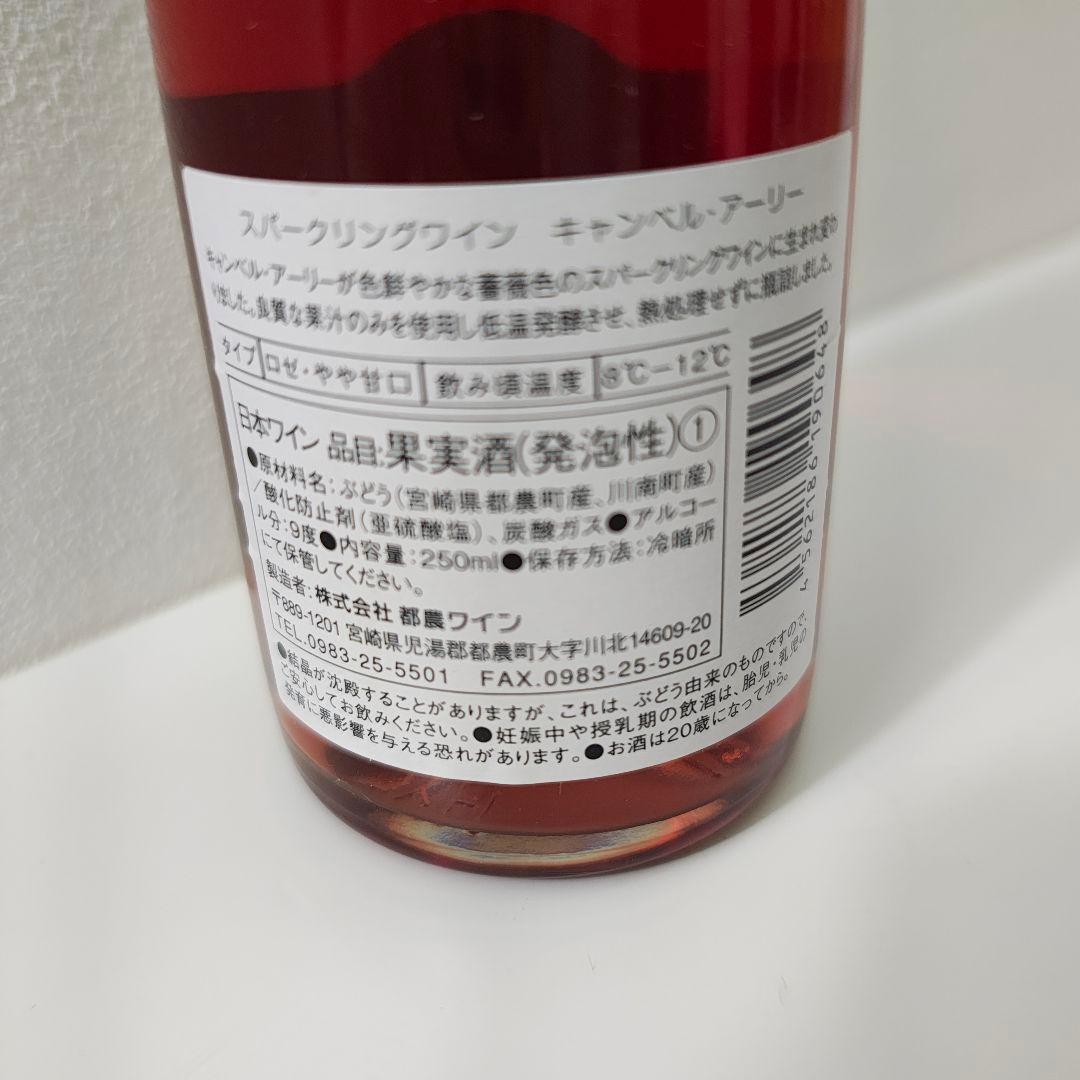 スパークリングワイン キャンベル・アーリー
キャンベル・アーリーが色鮮やかな薔薇色のスパークリングワインに生まれ変わ
りました。良質な果汁のみを使用し低温発酵させ、熱処理せずに瓶詰しました。
タイプ ロゼ・やや甘口 飲み頃温度 8℃－12℃
日本ワイン 品目:果実酒(発泡性)①
●原材料名:ぶどう(宮崎県都農町産、川南町産)
/酸化防止剤(亜硫酸塩)、炭酸ガス●アルコー
ル分:9度●内容量:250ml●保存方法:冷暗所
にて保管してください。
製造者:株式会社 都農ワイン
〒889-1201 宮崎県児湯郡都農町大字川北14609-20
TEL.0983-25-5501 FAX.0983-25-5502
●結晶が沈殿することがありますが、これは、ぶどう由来のものですので、
ご安心してお飲みください。●妊娠中や授乳期の飲酒は、胎児・乳児の
発育に悪影響を与える恐れがあります。●お酒は20歳になってから。